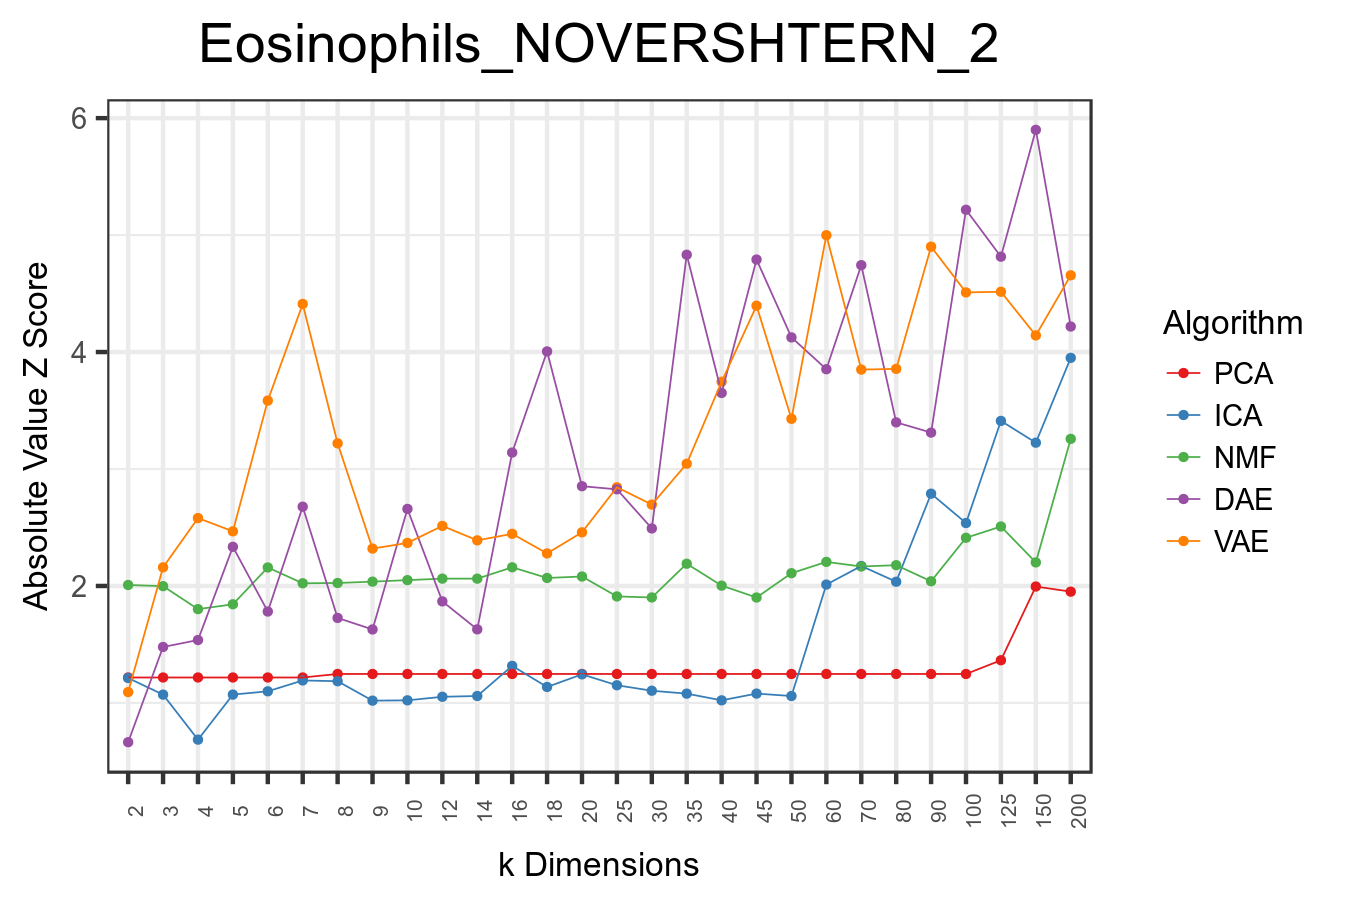 Eosinophils_NOVERSHTERN_2
Absolute Value Z Score
6
4
2
2 3 4 5 6 7 8 9 10 12 14 16 18 20 25 30 35 40 45 50 60 70 80 90 100 125 150 200
k Dimensions
Algorithm
PCA
ICA
NMF
DAE
VAE